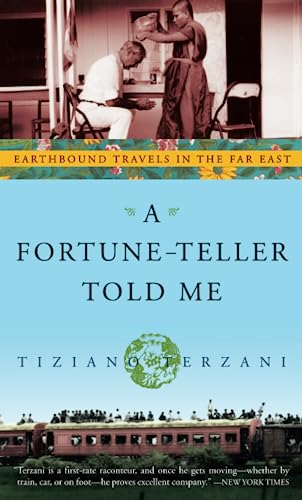 EARTHBOUND TRAVELS IN THE FAR EAST
A
FORTUNE-TELLER
TOLD ME
TIZIANO TERZANI
"Terzani is a first-rate raconteur, and once he gets moving—whether by
train, car, or on foot—he proves excellent company." —NEW YORK TIMES